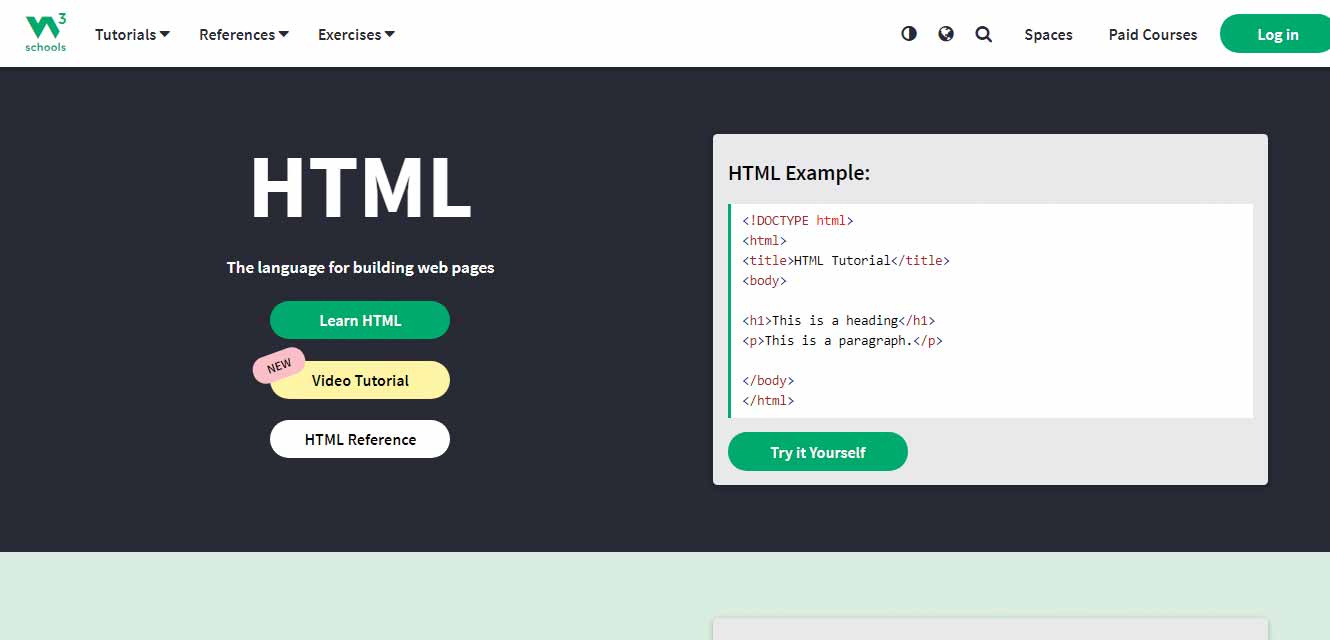 W3
schools
Tutorials
References
Exercises
Spaces
Paid Courses
Log in
HTML
The language for building web pages
Learn HTML
NEW
Video Tutorial
HTML Reference
HTML Example:
<!DOCTYPE html>
<html>
<title>HTML Tutorial</title>
<body>
<h1>This is a heading</h1>
<p>This is a paragraph.</p>
</body>
</html>
Try it Yourself